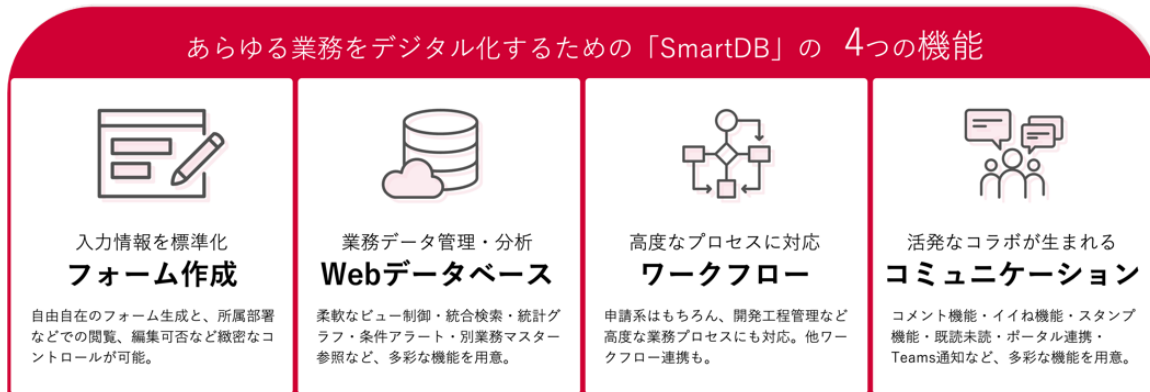 あらゆる業務をデジタル化するための「SmartDB」の 4つの機能
入力情報を標準化
フォーム作成
自由自在のフォーム生成と、所属部署
などでの閲覧、編集可否など緻密なコ
ントロールが可能。
業務データ管理・分析
Webデータベース
柔軟なビュー制御・統合検索・統計グ
ラフ・条件アラート・別業務マスター
参照など、多彩な機能を用意。
高度なプロセスに対応
ワークフロー
申請系はもちろん、開発工程管理など
高度な業務プロセスにも対応。他ワー
クフロー連携も。
活発なコラボが生まれる
コミュニケーション
コメント機能・イイね機能・スタンプ
機能・既読未読・ポータル連携・
Teams通知など、多彩な機能を用意。